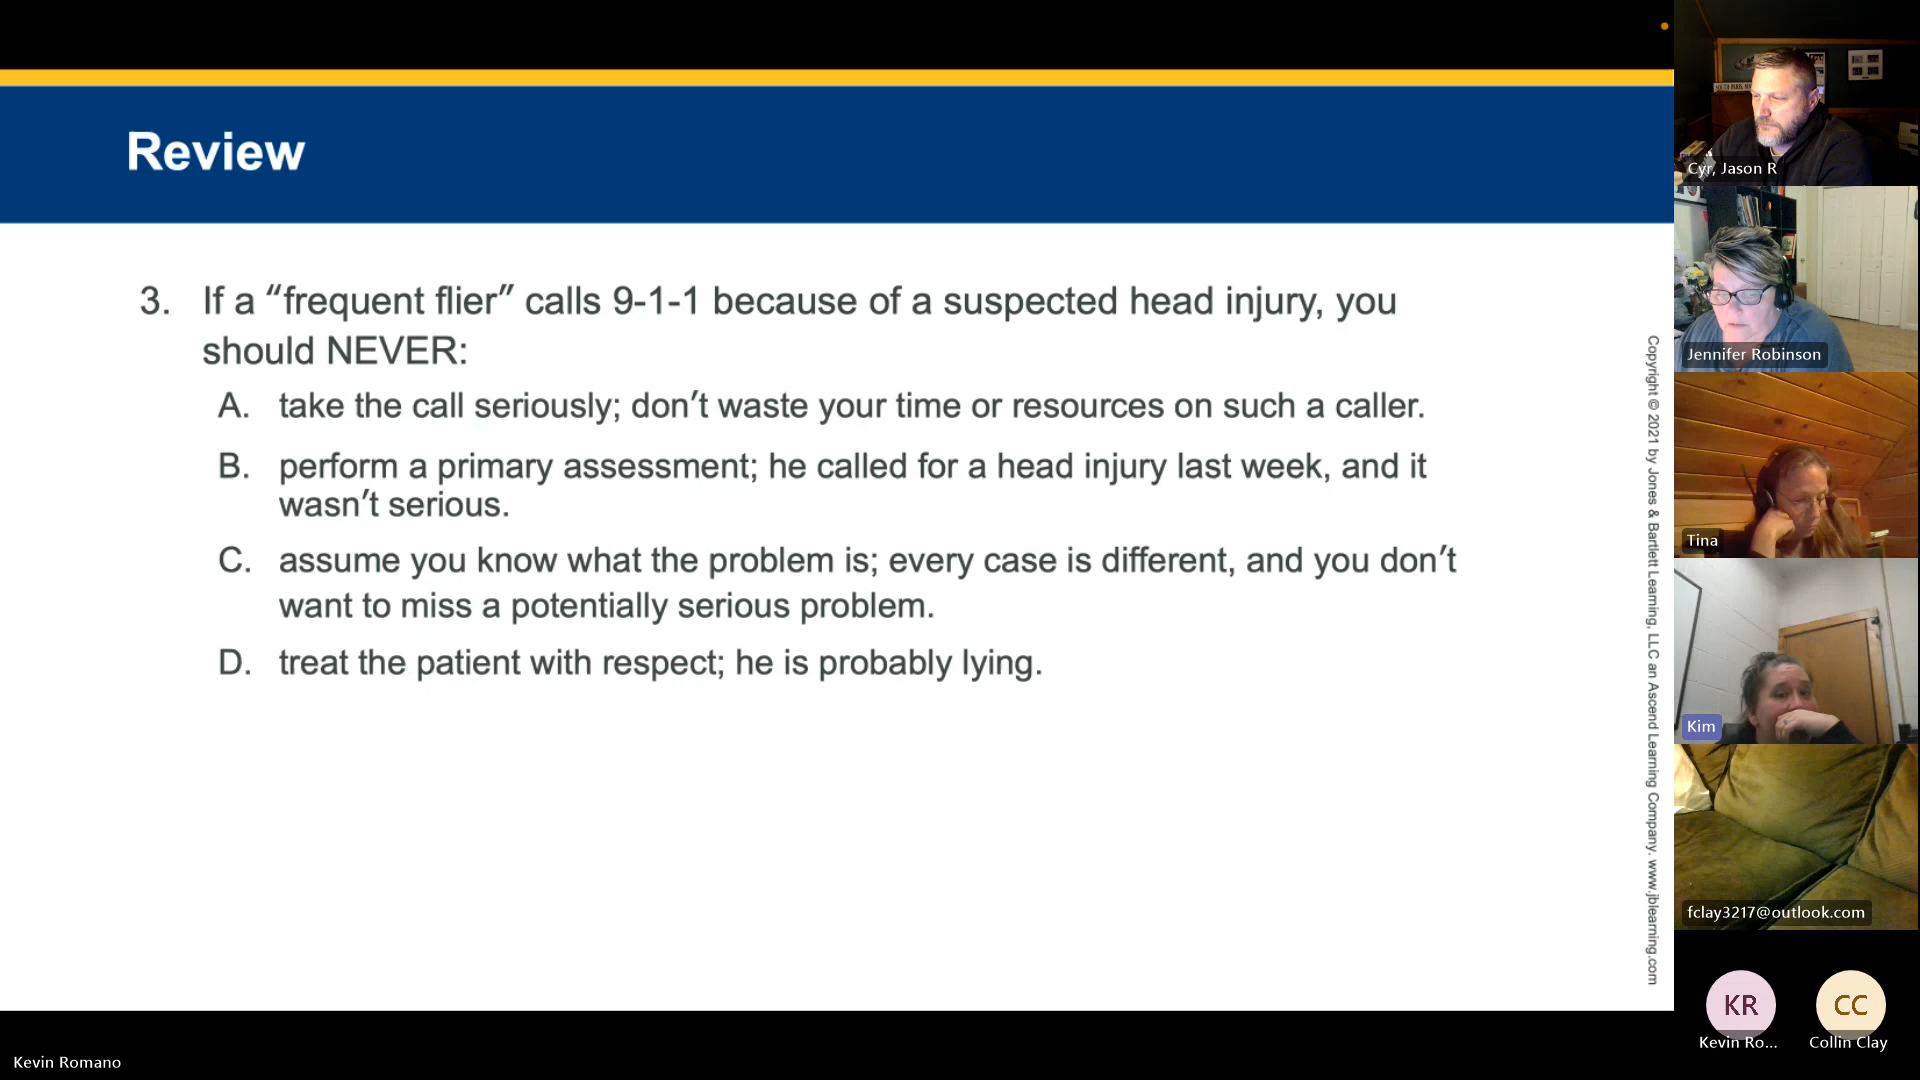 Review
3. If a “frequent flier” calls 9-1-1 because of a suspected head injury, you
should NEVER:
A. take the call seriously; don’t waste your time or resources on such a caller.
B. perform a primary assessment; he called for a head injury last week, and it
wasn’t serious.
C. assume you know what the problem is; every case is different, and you don’t
want to miss a potentially serious problem.
D. treat the patient with respect; he is probably lying.
Copyright © 2021 by Jones & Bartlett Learning, LLC an Ascend Learning Company. www.jblearning.com
Cyr, Jason R
Jennifer Robinson
Tina
Kim
fclay3217@outlook.com
KR
CC
Kevin Ro...
Collin Clay
Kevin Romano